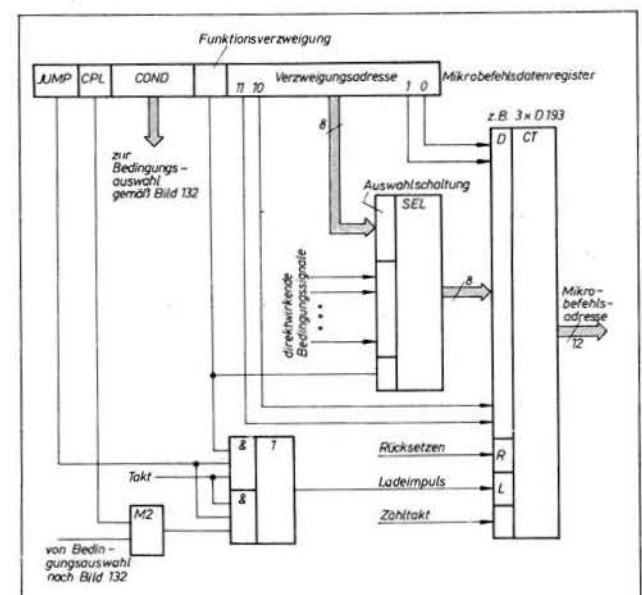 Funktionsverzweigung
JUMP CPL COND Verzweigungsadresse Mikrobefehlsdatenregister
11 10 1 0
z.B. 3×D193
8
D CT
zur
Bedingungs-
auswahl
gemäß Bild 132
Auswahlschaltung
SEL
direktwirkende
Bedingungssignale
8
Mikro-
befehls-
adresse
12
& 1
Rücksetzen R
Takt
Ladeimpuls L
&
M2
Zähltakt
von Bedin-
gungsauswahl
nach Bild 132